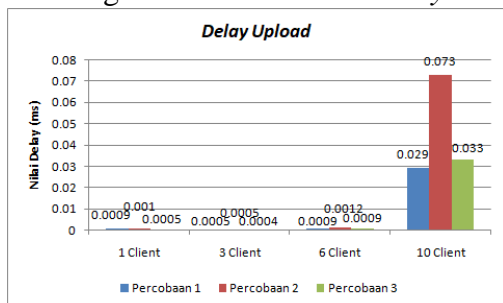 Delay Upload
Nilai Delay (ms)
0.08
0.07
0.06
0.05
0.04
0.03
0.02
0.01
0
0.0009
0.001
0.0005
0.0005
0.0005
0.0004
0.0009
0.0012
0.0009
0.029
0.073
0.033
1 Client
3 Client
6 Client
10 Client
Percobaan 1
Percobaan 2
Percobaan 3